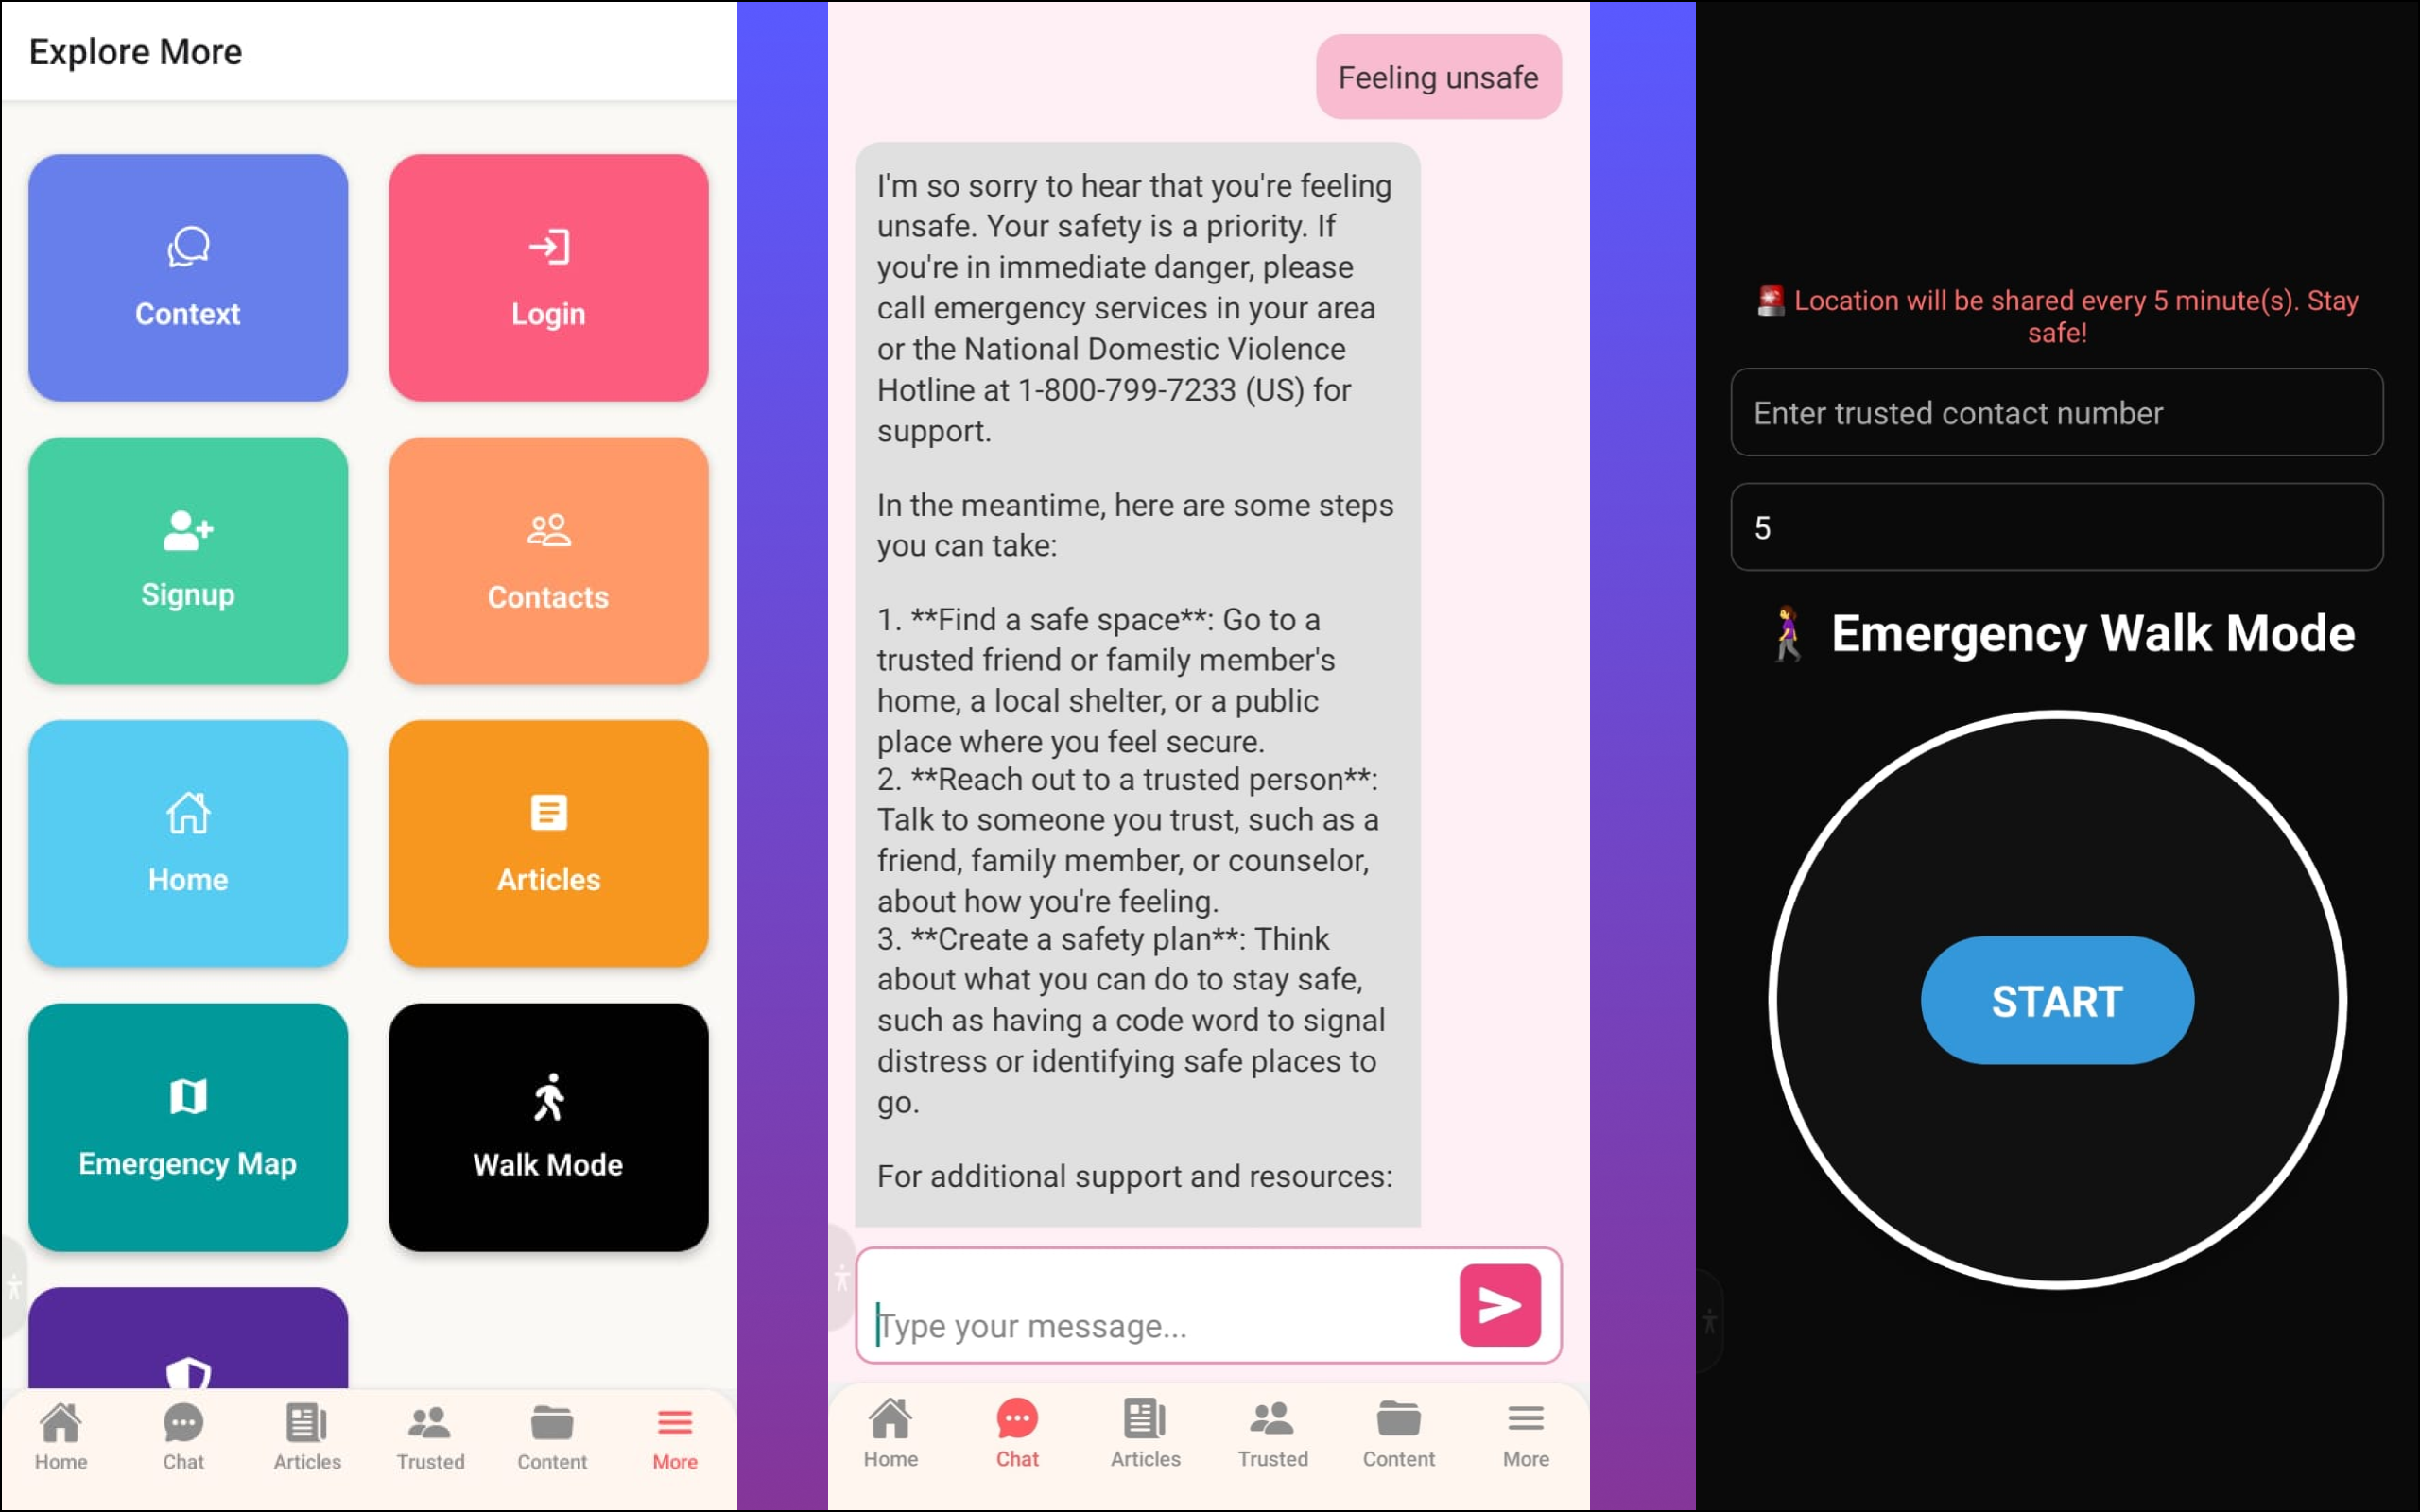 Explore More
Context
Login
Signup
Contacts
Home
Articles
Emergency Map
Walk Mode
Home
Chat
Articles
Trusted
Content
More
Feeling unsafe
I'm so sorry to hear that you're feeling
unsafe. Your safety is a priority. If
you're in immediate danger, please
call emergency services in your area
or the National Domestic Violence
Hotline at 1-800-799-7233 (US) for
support.
In the meantime, here are some steps
you can take:
1. **Find a safe space**: Go to a
trusted friend or family member's
home, a local shelter, or a public
place where you feel secure.
2. **Reach out to a trusted person**:
Talk to someone you trust, such as a
friend, family member, or counselor,
about how you're feeling.
3. **Create a safety plan**: Think
about what you can do to stay safe,
such as having a code word to signal
distress or identifying safe places to
go.
For additional support and resources:
Type your message...
Home
Chat
Articles
Trusted
Content
More
🚨 Location will be shared every 5 minute(s). Stay
safe!
Enter trusted contact number
5
🚶‍♀️ Emergency Walk Mode
START